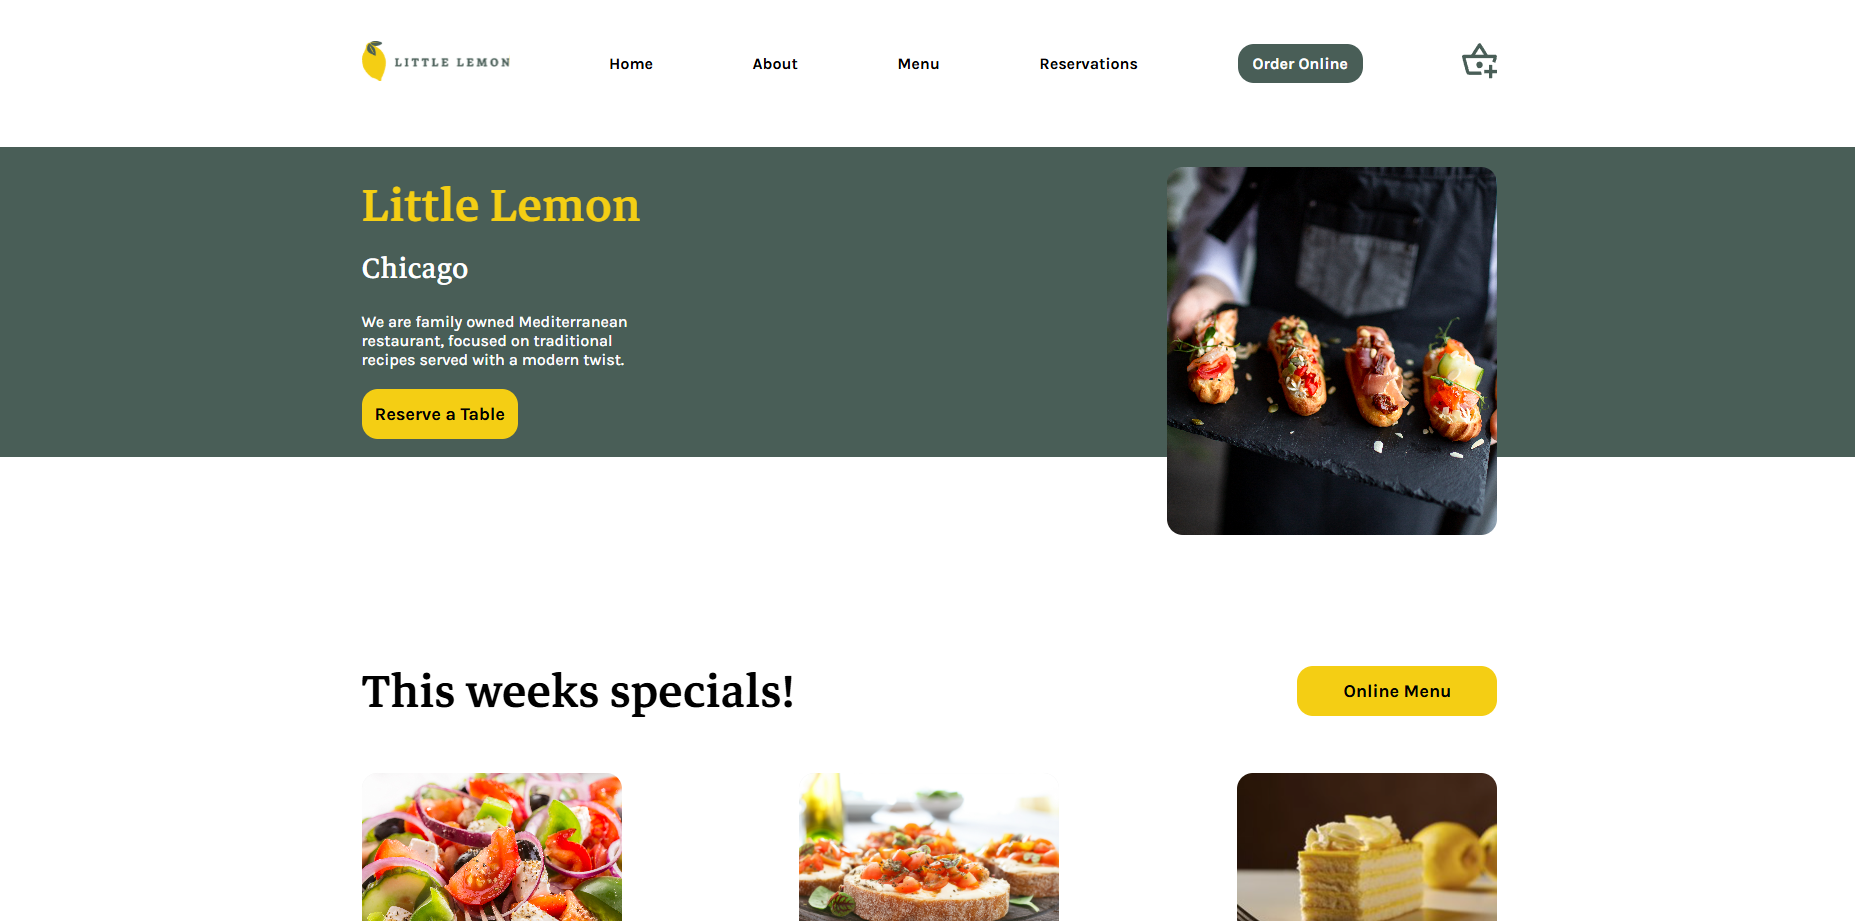 LITTLE LEMON
Home
About
Menu
Reservations
Order Online
Little Lemon
Chicago
We are family owned Mediterranean
restaurant, focused on traditional
recipes served with a modern twist.
Reserve a Table
This weeks specials!
Online Menu